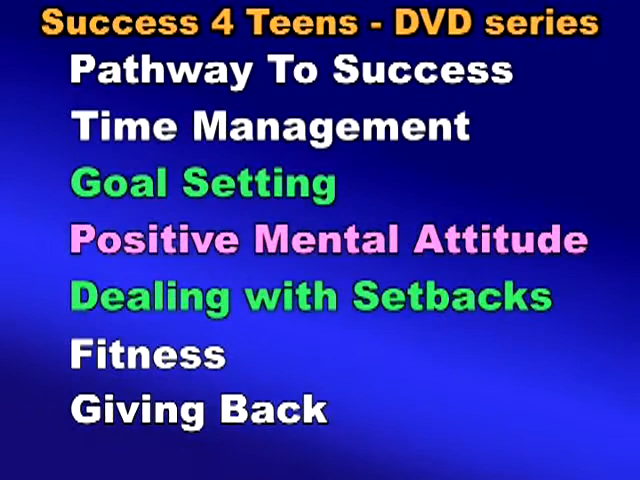 Success 4 Teens - DVD series
Pathway To Success
Time Management
Goal Setting
Positive Mental Attitude
Dealing with Setbacks
Fitness
Giving Back